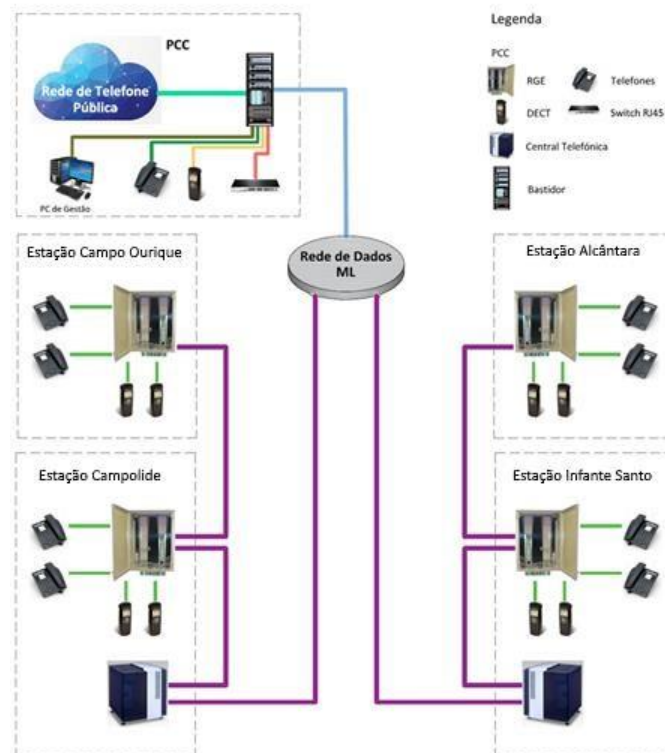 PCC
Rede de Telefone
Pública
PC de Gestão
Legenda
PCC
RGE
Telefones
DECT
Switch RJ45
Central Telefónica
Bastidor
Rede de Dados
ML
Estação Campo Ourique
Estação Alcântara
Estação Campolide
Estação Infante Santo